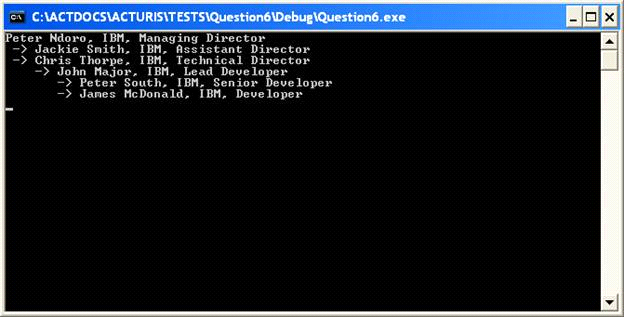 C:\ACTDOCS\ACTURIS\TESTS\Question6\Debug\Question6.exe
Peter Ndoro, IBM, Managing Director
-> Jackie Smith, IBM, Assistant Director
-> Chris Thorpe, IBM, Technical Director
-> John Major, IBM, Lead Developer
-> Peter South, IBM, Senior Developer
-> James McDonald, IBM, Developer